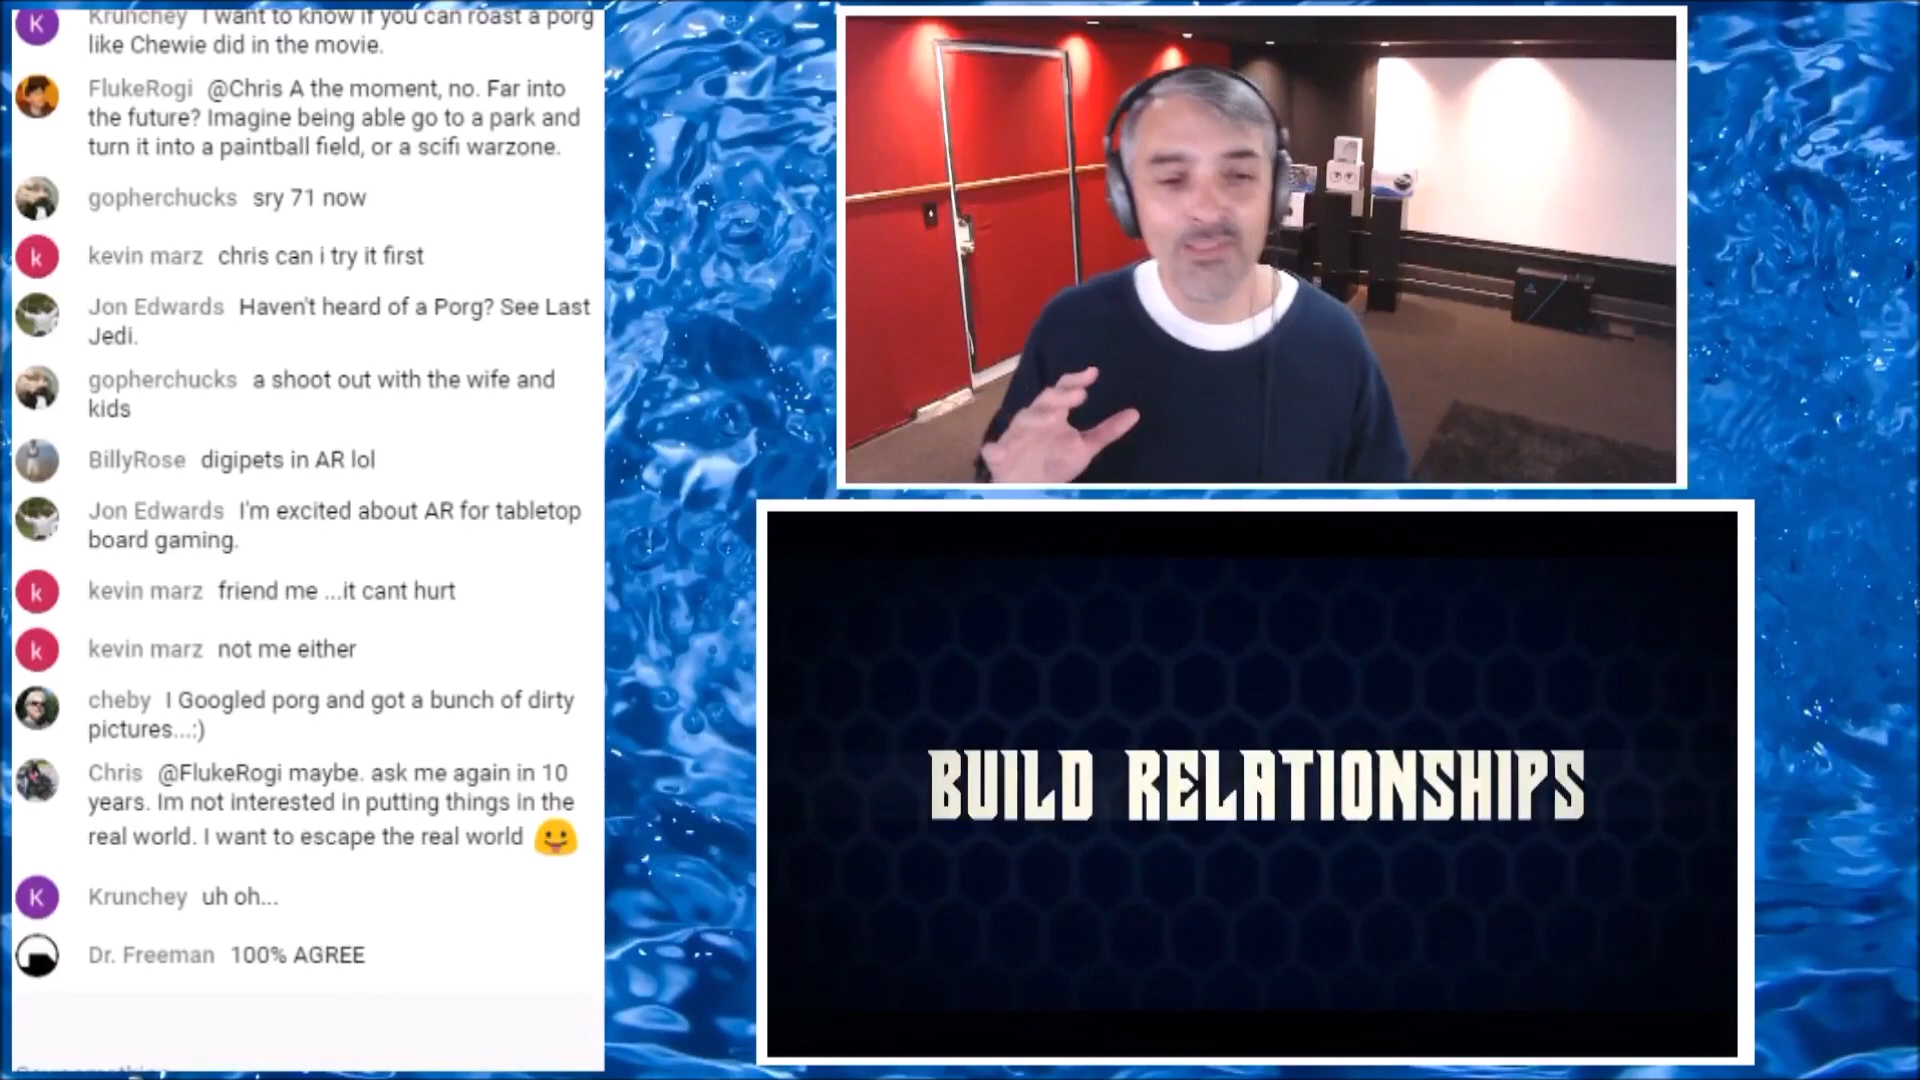 Krunchey I want to know if you can roast a porg
like Chewie did in the movie.
FlukeRogi @Chris A the moment, no. Far into
the future? Imagine being able go to a park and
turn it into a paintball field, or a scifi warzone.
gopherchucks sry 71 now
kevin marz chris can i try it first
Jon Edwards Haven't heard of a Porg? See Last
Jedi.
gopherchucks a shoot out with the wife and
kids
BillyRose digipets in AR lol
Jon Edwards I'm excited about AR for tabletop
board gaming.
kevin marz friend me ...it cant hurt
kevin marz not me either
cheby I Googled porg and got a bunch of dirty
pictures...:)
Chris @FlukeRogi maybe. ask me again in 10
years. Im not interested in putting things in the
real world. I want to escape the real world 😛
Krunchey uh oh...
Dr. Freeman 100% AGREE
BUILD RELATIONSHIPS